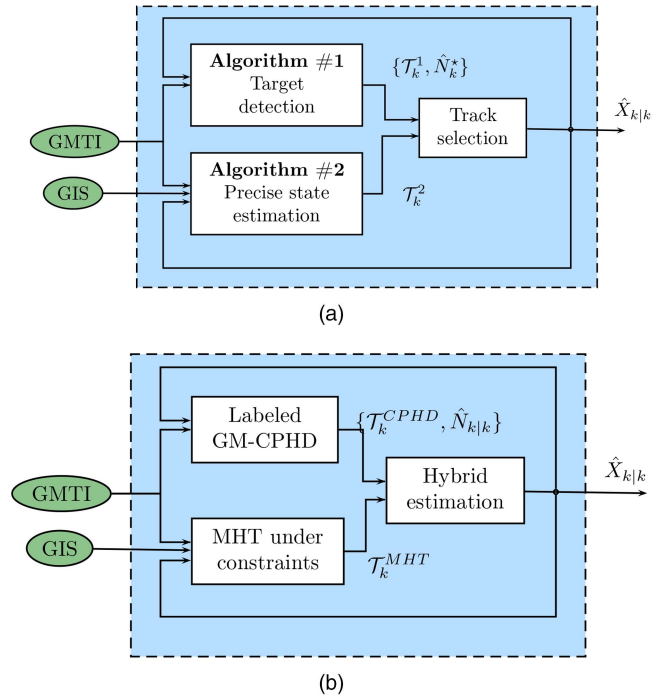 Algorithm #1
Target
detection
{𝒯_k^1, N̂_k^⋆}
Track
selection
X̂_{k|k}
GMTI
GIS
Algorithm #2
Precise state
estimation
𝒯_k^2
(a)
Labeled
GM-CPHD
{𝒯_k^{CPHD}, N̂_{k|k}}
Hybrid
estimation
X̂_{k|k}
GMTI
GIS
MHT under
constraints
𝒯_k^{MHT}
(b)